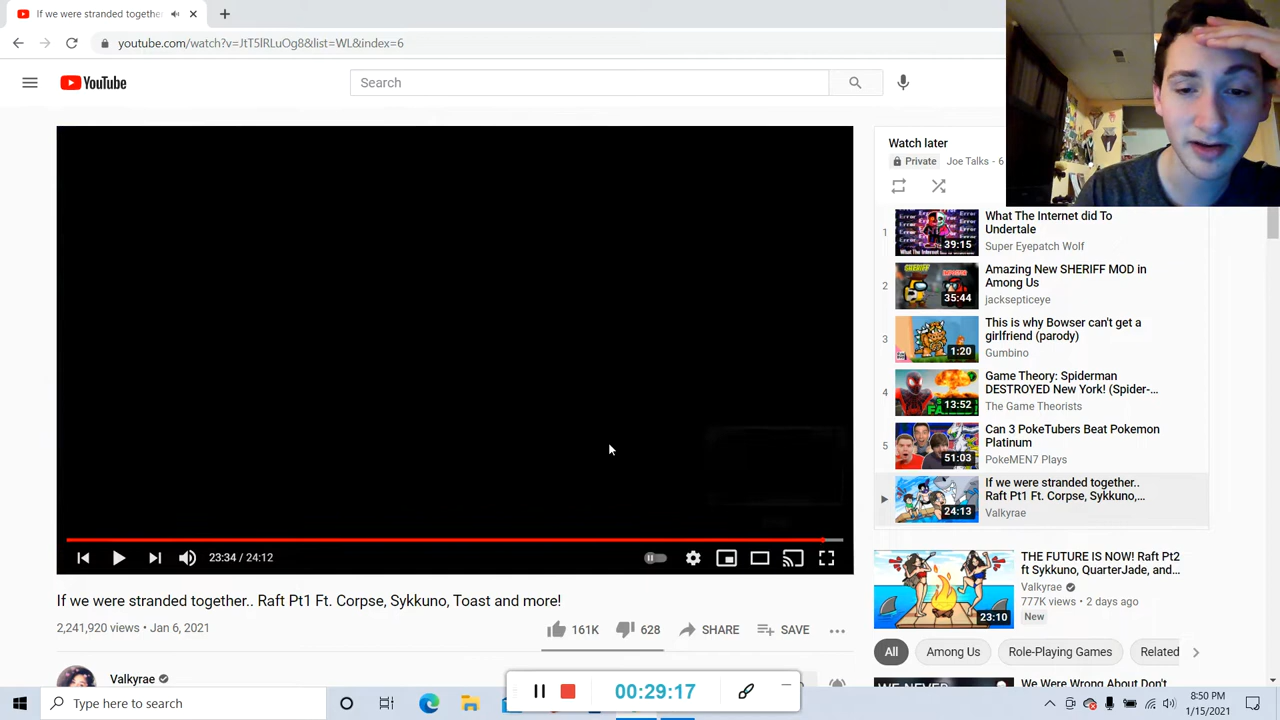 If we were stranded together
youtube.com/watch?v=JtT5lRLuOg8&list=WL&index=6
YouTube
Search
Watch later
Private Joe Talks - 6
1
39:15
What The Internet did To
Undertale
Super Eyepatch Wolf
2
SHERIFF
35:44
Amazing New SHERIFF MOD in
Among Us
jacksepticeye
3
1:20
This is why Bowser can't get a
girlfriend (parody)
Gumbino
4
13:52
Game Theory: Spiderman
DESTROYED New York! (Spider-...
The Game Theorists
5
51:03
Can 3 PokeTubers Beat Pokemon
Platinum
PokeMEN7 Plays
24:13
If we were stranded together..
Raft Pt1 Ft. Corpse, Sykkuno,...
Valkyrae
23:34 / 24:12
If we were stranded together.. Raft Pt1 Ft. Corpse, Sykkuno, Toast and more!
2,241,920 views • Jan 6, 2021
161K 628 SHARE SAVE
Valkyrae
23:10
THE FUTURE IS NOW! Raft Pt2
ft Sykkuno, QuarterJade, and...
Valkyrae
777K views • 2 days ago
New
All Among Us Role-Playing Games Related
We Were Wrong About Don't
00:29:17
Type here to search
8:50 PM
1/15/2021